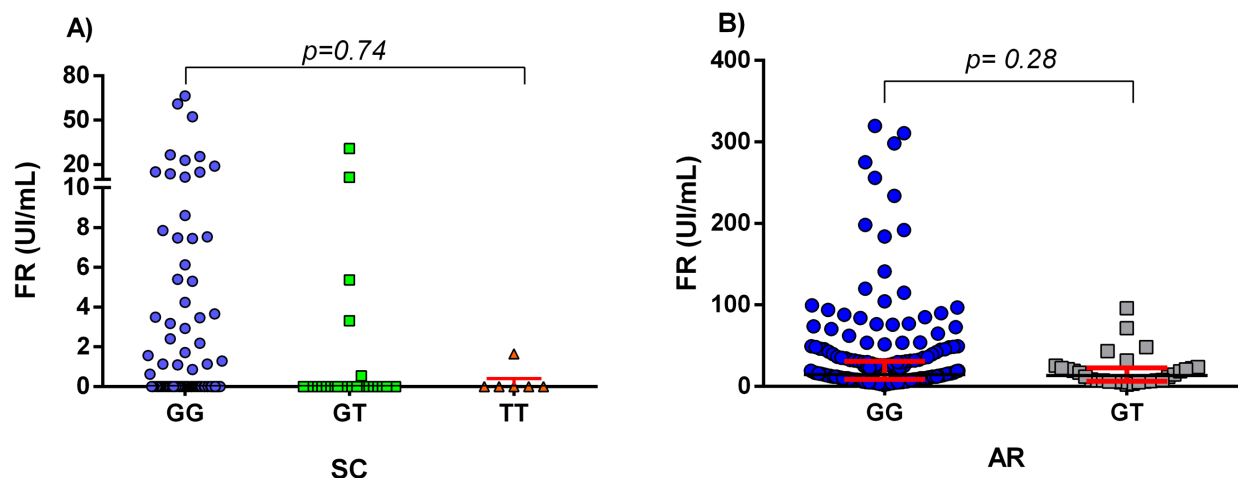 A)
p=0.74
FR (UI/mL)
80
50
20
10
8
6
4
2
0
GG GT TT
SC
B)
p= 0.28
FR (UI/mL)
400
300
200
100
0
GG GT
AR